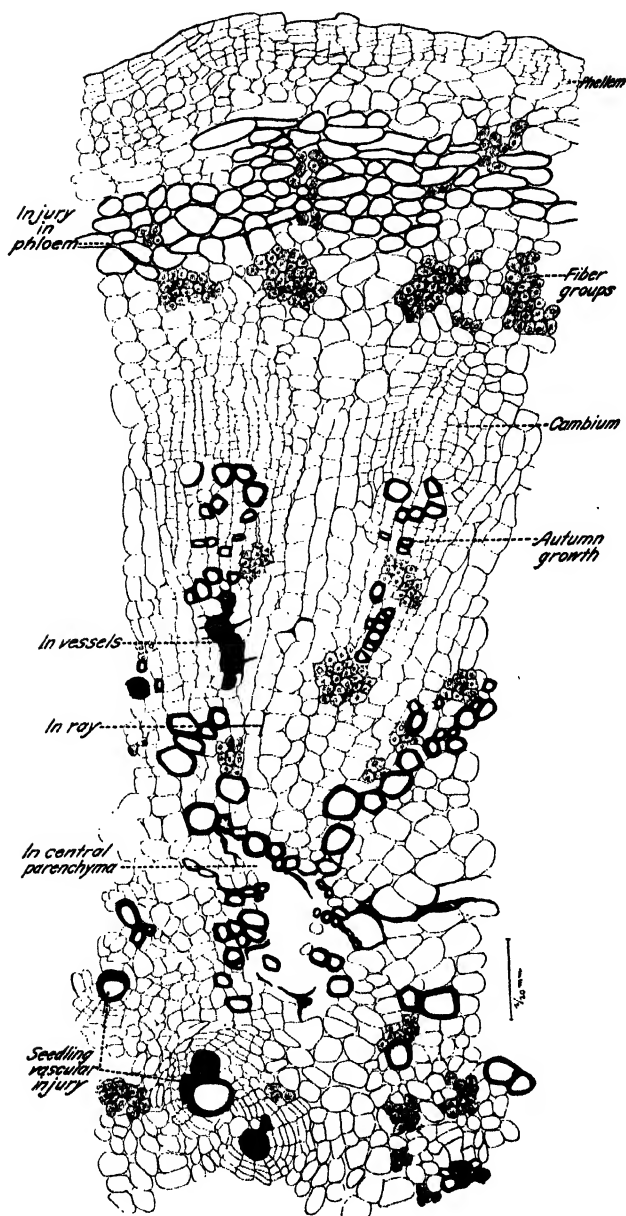 Phellem
Injury
in
phloem
Fiber
groups
Cambium
Autumn
growth
In vessels
In ray
In central
parenchyma
Seedling
vascular
injury